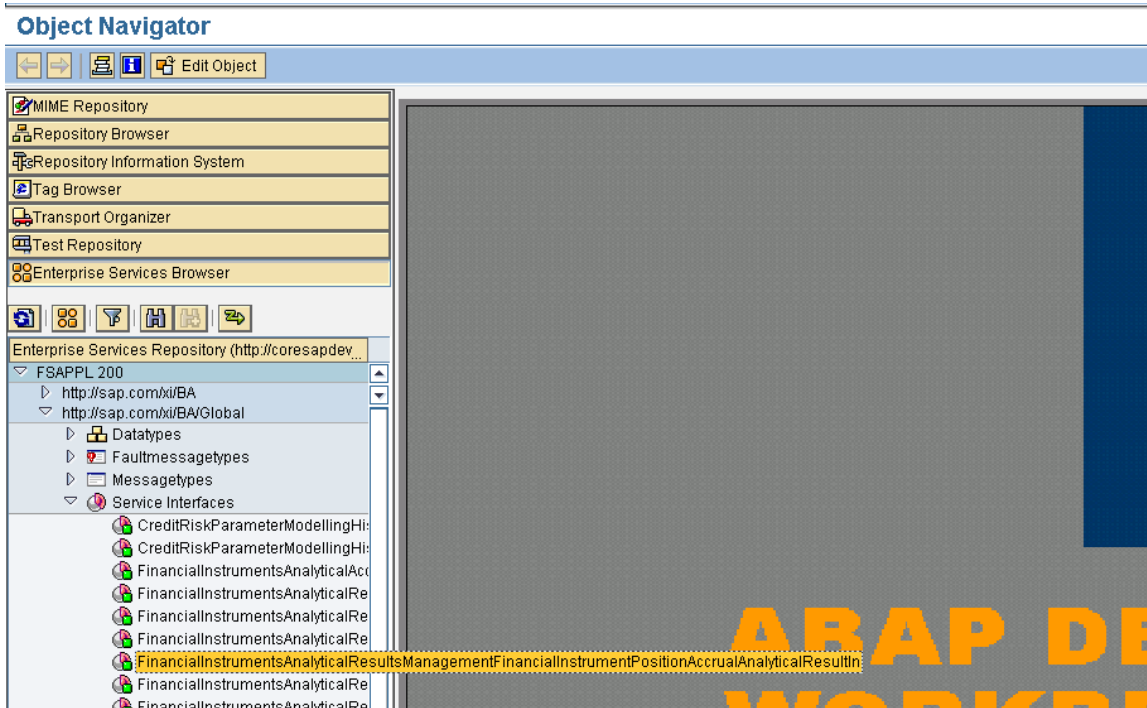 Object Navigator
Edit Object
MIME Repository
Repository Browser
Repository Information System
Tag Browser
Transport Organizer
Test Repository
Enterprise Services Browser
Enterprise Services Repository (http://coresapdev...
FSAPPL 200
http://sap.com/xi/BA
http://sap.com/xi/BA/Global
Datatypes
Faultmessagetypes
Messagetypes
Service Interfaces
CreditRiskParameterModellingHi
CreditRiskParameterModellingHi
FinancialInstrumentsAnalyticalAcc
FinancialInstrumentsAnalyticalRe
FinancialInstrumentsAnalyticalRe
FinancialInstrumentsAnalyticalRe
FinancialInstrumentsAnalyticalResultsManagementFinancialInstrumentPositionAccrualAnalyticalResultIn
FinancialInstrumentsAnalyticalRe
FinancialInstrumentsAnalyticalRe
ABAP DE
WORKB